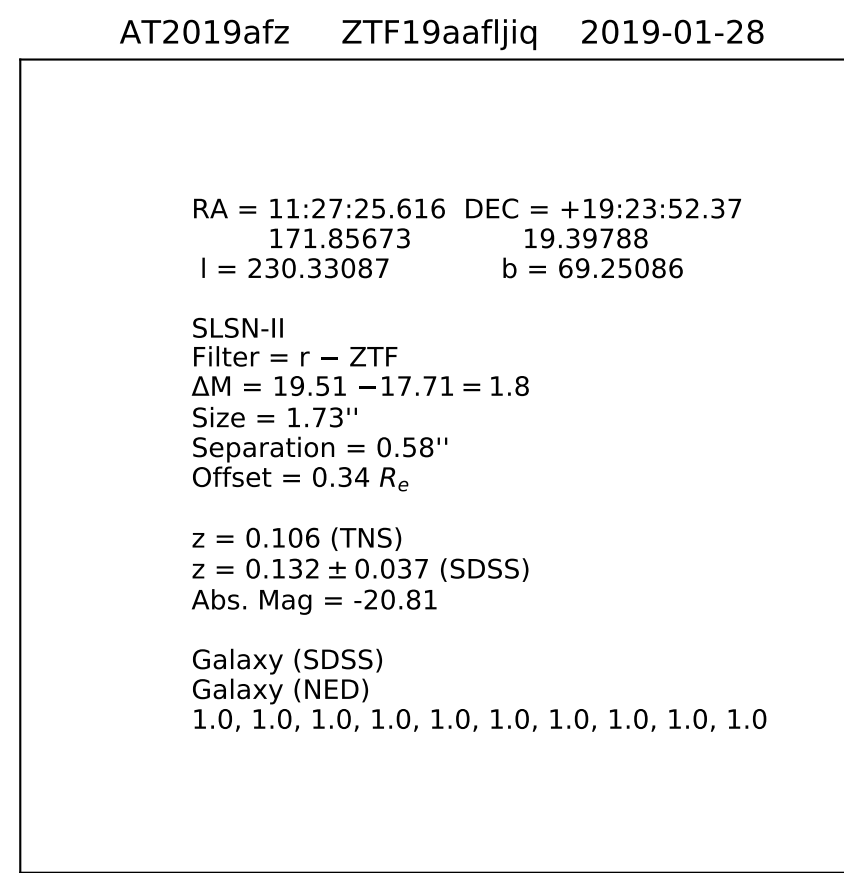 AT2019afz ZTF19aafljiq 2019-01-28
RA = 11:27:25.616 DEC = +19:23:52.37
171.85673 19.39788
l = 230.33087 b = 69.25086
SLSN-II
Filter = r − ZTF
ΔM = 19.51 −17.71 = 1.8
Size = 1.73''
Separation = 0.58''
Offset = 0.34 Rₑ
z = 0.106 (TNS)
z = 0.132 ± 0.037 (SDSS)
Abs. Mag = -20.81
Galaxy (SDSS)
Galaxy (NED)
1.0, 1.0, 1.0, 1.0, 1.0, 1.0, 1.0, 1.0, 1.0, 1.0